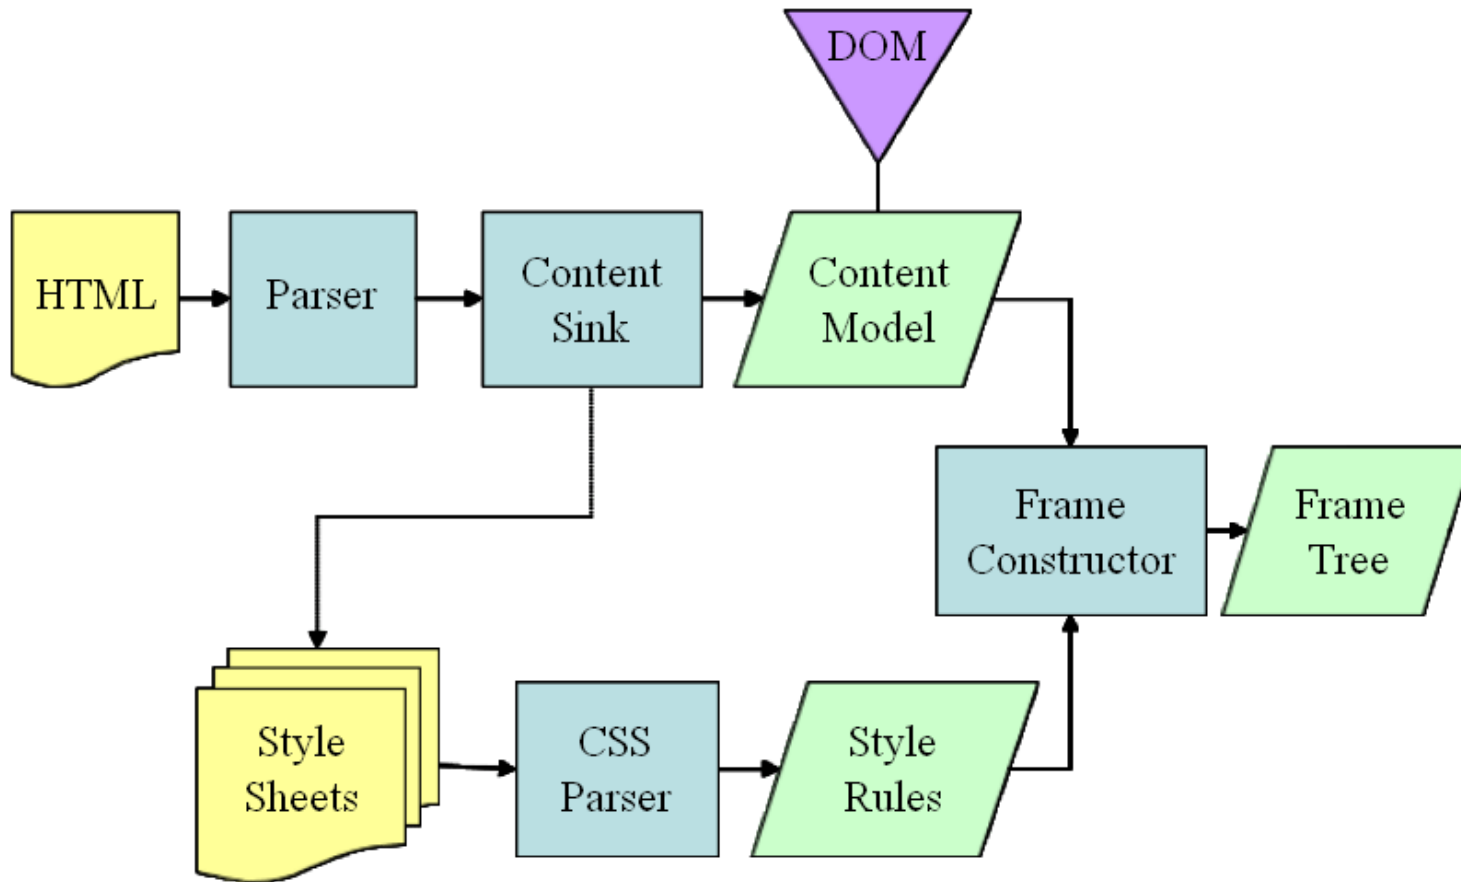 DOM
HTML
Parser
Content
Sink
Content
Model
Frame
Constructor
Frame
Tree
Style
Sheets
CSS
Parser
Style
Rules